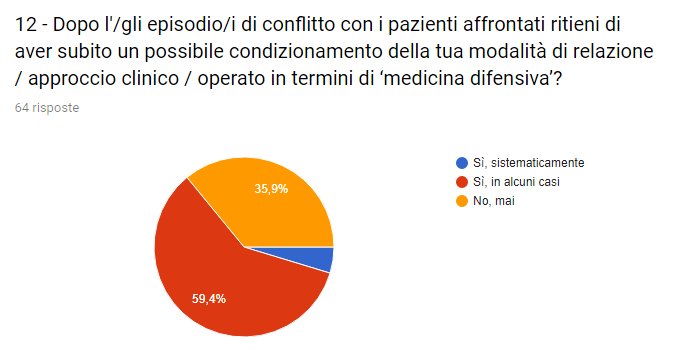 12 - Dopo l'/gli episodio/i di conflitto con i pazienti affrontati ritieni di
aver subito un possibile condizionamento della tua modalità di relazione
/ approccio clinico / operato in termini di ‘medicina difensiva’?
64 risposte
Sì, sistematicamente
Sì, in alcuni casi
No, mai
35,9%
59,4%